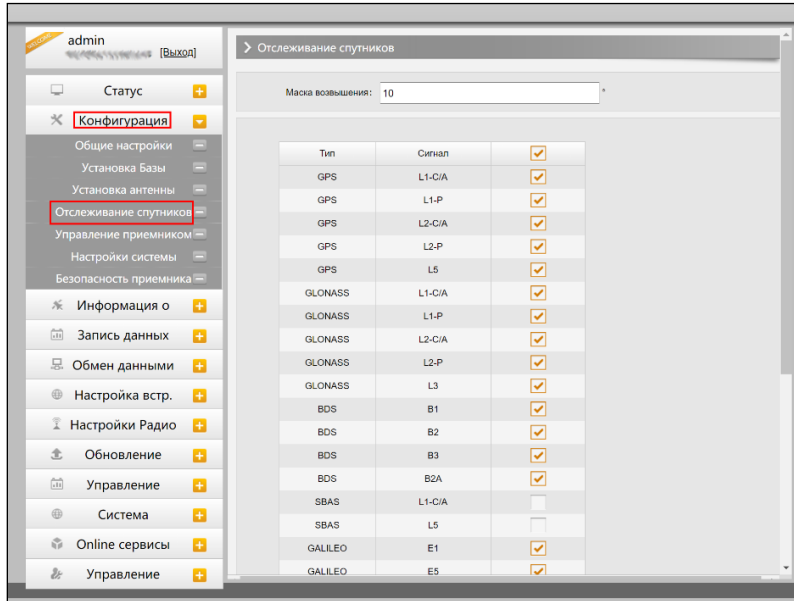 WELCOME
admin
[Выход]
Статус
Конфигурация
Общие настройки
Установка Базы
Установка антенны
Отслеживание спутников
Управление приемником
Настройки системы
Безопасность приемника
Информация о
Запись данных
Обмен данными
Настройка встр.
Настройки Радио
Обновление
Управление
Система
Online сервисы
Управление
Отслеживание спутников
Маска возвышения: 10 °
Тип Сигнал
GPS L1-C/A
GPS L1-P
GPS L2-C/A
GPS L2-P
GPS L5
GLONASS L1-C/A
GLONASS L1-P
GLONASS L2-C/A
GLONASS L2-P
GLONASS L3
BDS B1
BDS B2
BDS B3
BDS B2A
SBAS L1-C/A
SBAS L5
GALILEO E1
GALILEO E5